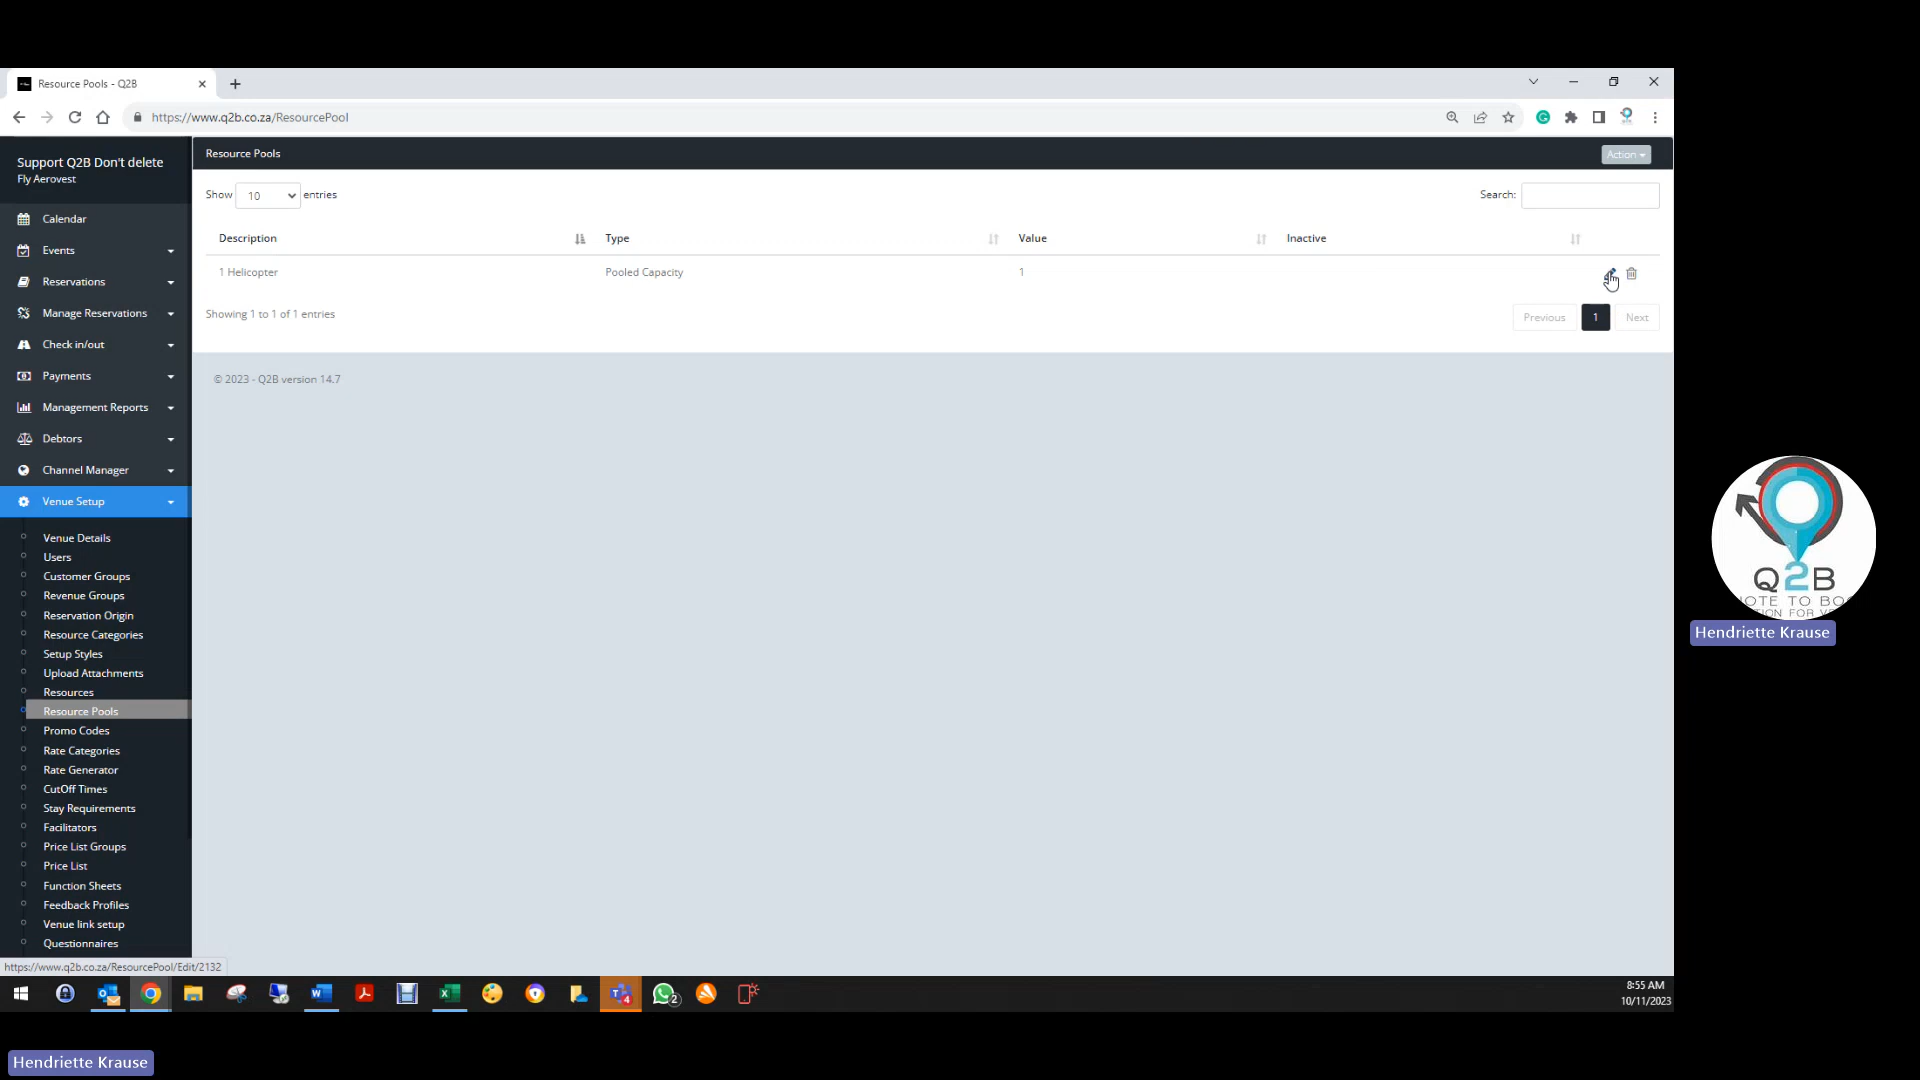 Resource Pools - Q2B
https://www.q2b.co.za/ResourcePool
Support Q2B Don't delete
Fly Aerovest
Resource Pools
Action
Show 10 entries
Search:
Description Type Value Inactive
1 Helicopter Pooled Capacity 1
Showing 1 to 1 of 1 entries
Previous 1 Next
© 2023 - Q2B version 14.7
Calendar
Events
Reservations
Manage Reservations
Check in/out
Payments
Management Reports
Debtors
Channel Manager
Venue Setup
Venue Details
Users
Customer Groups
Revenue Groups
Reservation Origin
Resource Categories
Setup Styles
Upload Attachments
Resources
Resource Pools
Promo Codes
Rate Categories
Rate Generator
CutOff Times
Stay Requirements
Facilitators
Price List Groups
Price List
Function Sheets
Feedback Profiles
Venue link setup
Questionnaires
https://www.q2b.co.za/ResourcePool/Edit/2132
Q2B
TO
Hendriette Krause
4
2
8:55 AM
10/11/2023
Hendriette Krause